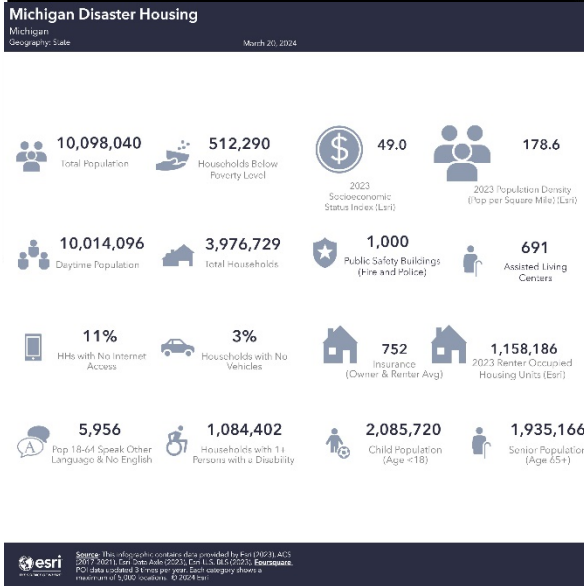 Michigan Disaster Housing
Michigan
Geography: State
March 20, 2024
10,098,040
Total Population
512,290
Households Below
Poverty Level
49.0
2023
Socioeconomic
Status Index (Esri)
178.6
2023 Population Density
(Pop per Square Mile) (Esri)
10,014,096
Daytime Population
3,976,729
Total Households
1,000
Public Safety Buildings
(Fire and Police)
691
Assisted Living
Centers
11%
HHs with No Internet
Access
3%
Households with No
Vehicles
752
Insurance
(Owner & Renter Avg)
1,158,186
2023 Renter Occupied
Housing Units (Esri)
A
5,956
Pop 18-64 Speak Other
Language & No English
1,084,402
Households with 1+
Persons with a Disability
2,085,720
Child Population
(Age <18)
1,935,166
Senior Population
(Age 65+)
esri
Source: This infographic contains data provided by Esri (2023), ACS
(2017-2021), Esri-Data Axle (2023), Esri-U.S. BLS (2023), Foursquare.
POI data updated 3 times per year. Each category shows a
maximum of 5,000 locations. © 2024 Esri